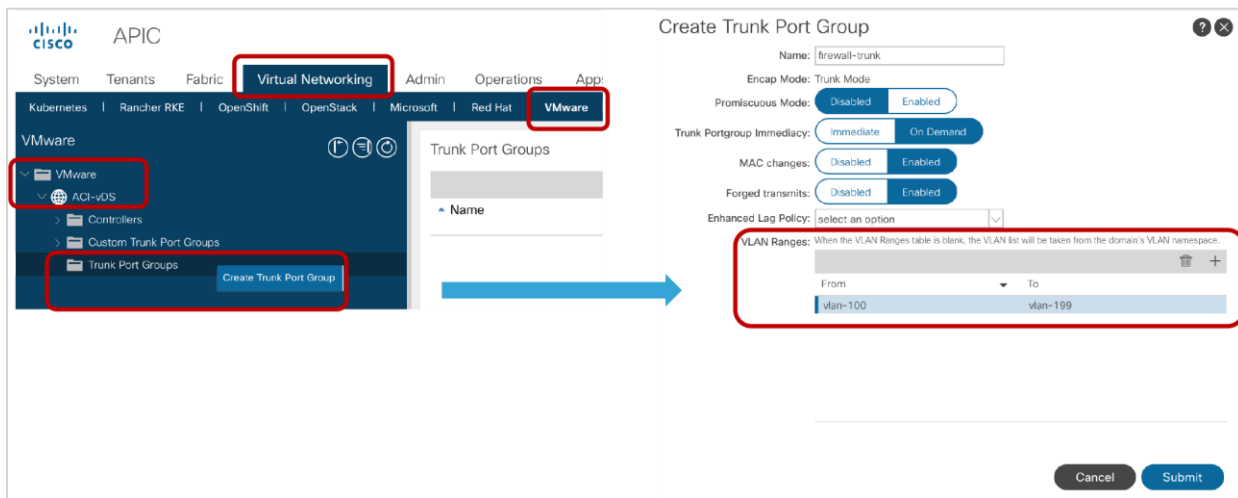 CISCO
APIC
System Tenants Fabric Virtual Networking Admin Operations App
Kubernetes | Rancher RKE | OpenShift | OpenStack | Microsoft | Red Hat VMware
VMware
VMware
ACI-vDS
Controllers
Custom Trunk Port Groups
Trunk Port Groups
Create Trunk Port Group
Trunk Port Groups
Name
Create Trunk Port Group
Name: firewall-trunk
Encap Mode: Trunk Mode
Promiscuous Mode: Disabled Enabled
Trunk Portgroup Immediacy: Immediate On Demand
MAC changes: Disabled Enabled
Forged transmits: Disabled Enabled
Enhanced Lag Policy: select an option
VLAN Ranges: When the VLAN Ranges table is blank, the VLAN list will be taken from the domain's VLAN namespace.
From To
vlan-100 vlan-199
Cancel Submit